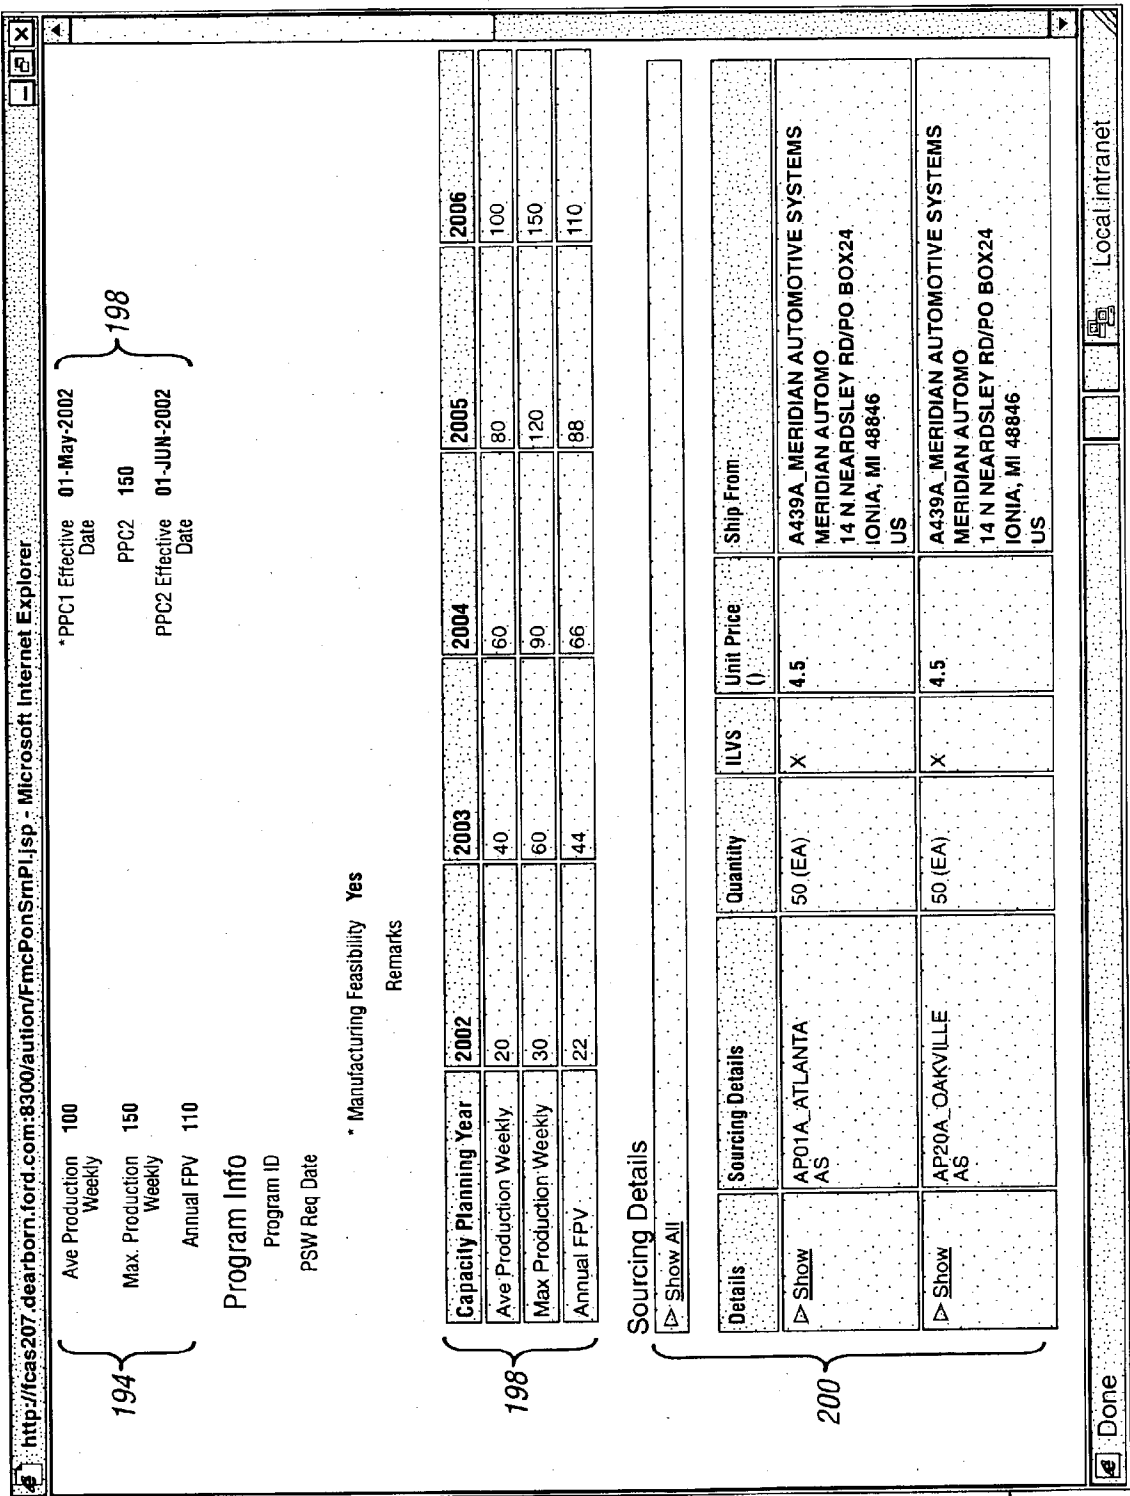 http://fcas207.dearborn.ford.com:8300/aution/FmcPonSrnPI.jsp - Microsoft Internet Explorer
Ave Production Weekly 100
*PPC1 Effective Date 01-May-2002
Max. Production Weekly 150
PPC2 150
Annual FPV 110
PPC2 Effective Date 01-JUN-2002
194
198
Program Info
Program ID
PSW Req Date
* Manufacturing Feasibility Yes
Remarks
Capacity Planning Year 2002 2003 2004 2005 2006
Ave Production Weekly 20 40 60 80 100
Max Production Weekly 30 60 90 120 150
Annual FPV 22 44 66 88 110
198
Sourcing Details
Show All
Details Sourcing Details Quantity ILVS Unit Price () Ship From
Show AP01A_ATLANTA AS 50 (EA) X 4.5 A439A_MERIDIAN AUTOMOTIVE SYSTEMS
MERIDIAN AUTOMO
14 N NEARDSLEY RD/PO BOX24
IONIA, MI 48846
US
Show AP20A_OAKVILLE AS 50 (EA) X 4.5 A439A_MERIDIAN AUTOMOTIVE SYSTEMS
MERIDIAN AUTOMO
14 N NEARDSLEY RD/PO BOX24
IONIA, MI 48846
US
200
Done
Local intranet